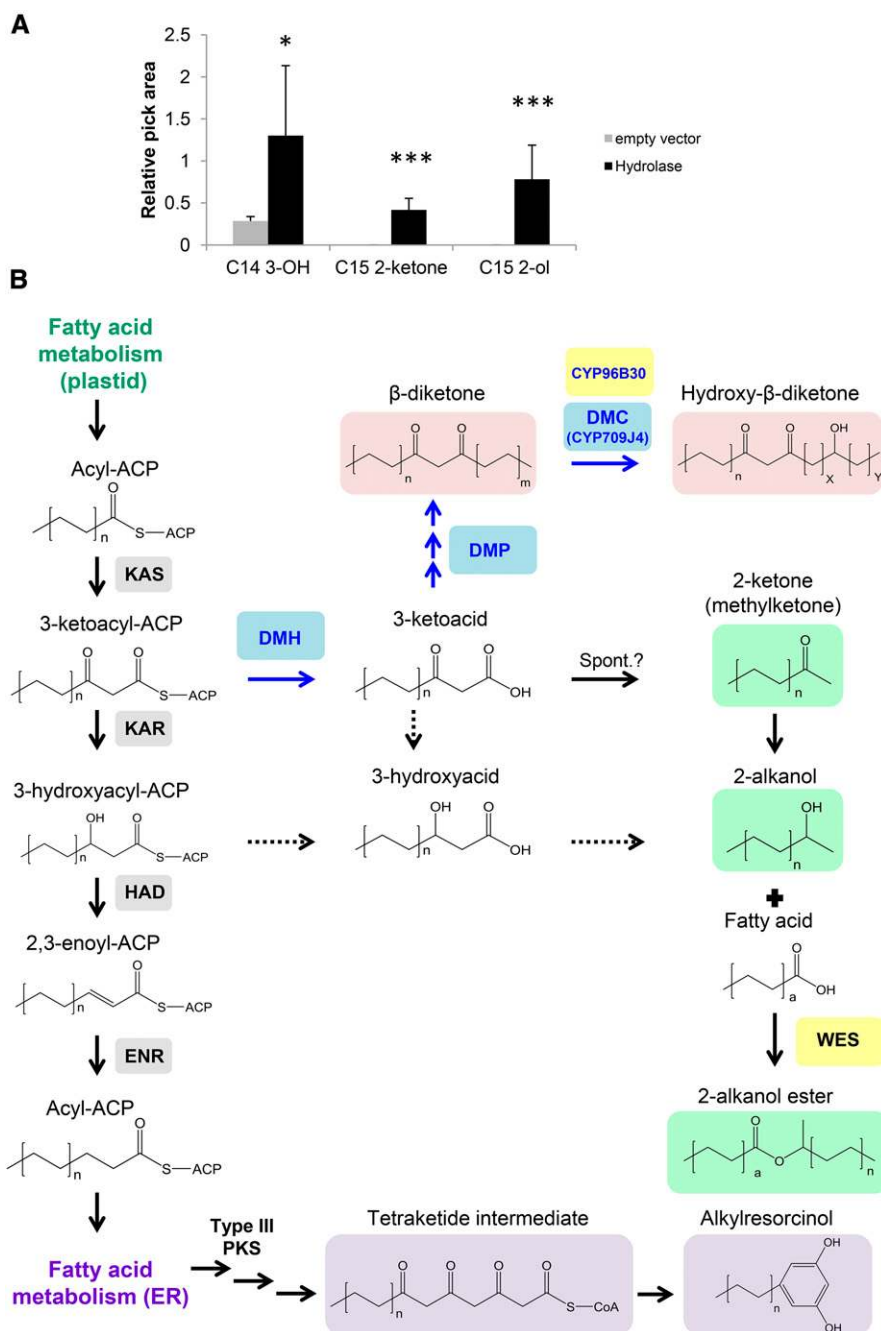 A
2.5
2
1.5
1
0.5
0
Relative pick area
*
***
***
empty vector
Hydrolase
C14 3-OH
C15 2-ketone
C15 2-ol
B
Fatty acid
metabolism
(plastid)
CYP96B30
β-diketone
DMC
(CYP709J4)
Hydroxy-β-diketone
O O
n
m
O O OH
n
X
Y
Acyl-ACP
O
S—ACP
n
KAS
DMP
3-ketoacyl-ACP
O O
S—ACP
n
DMH
3-ketoacid
O O
OH
n
Spont.?
2-ketone
(methylketone)
O
n
KAR
3-hydroxyacyl-ACP
OH O
S—ACP
n
3-hydroxyacid
OH O
OH
n
2-alkanol
OH
n
HAD
Fatty acid
O
OH
a
2,3-enoyl-ACP
O
S—ACP
n
ENR
WES
Acyl-ACP
O
S—ACP
n
2-alkanol ester
O
O
a
n
Type III
PKS
Tetraketide intermediate
O O O O
S—CoA
n
Alkylresorcinol
OH
n
OH
Fatty acid
metabolism (ER)